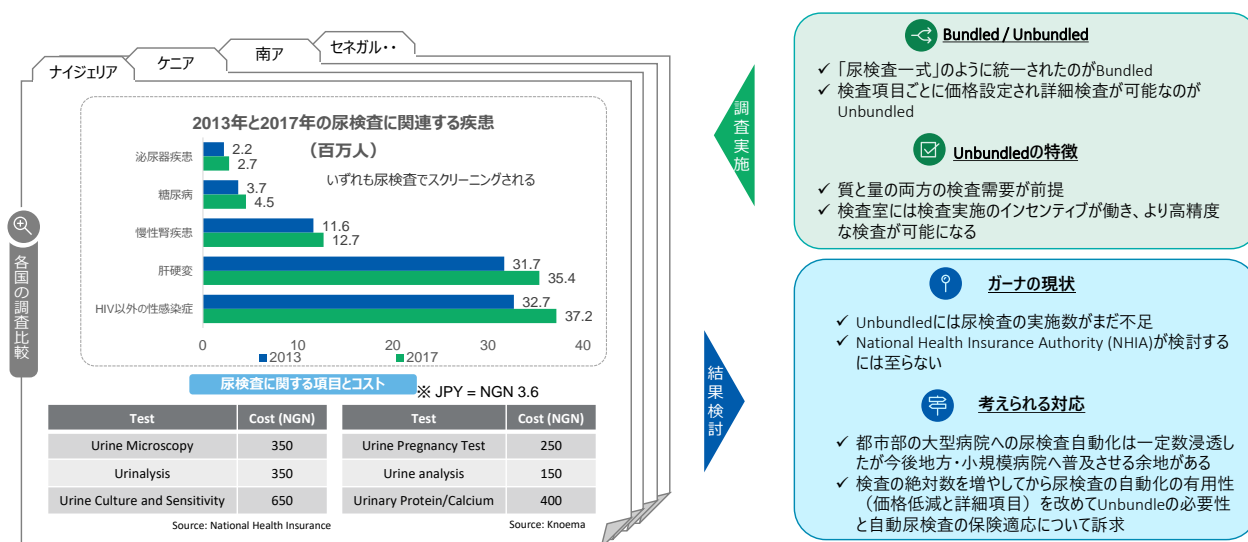 ナイジェリア
ケニア
南ア
セネガル・・
各国の調査比較
2013年と2017年の尿検査に関連する疾患
（百万人）
いずれも尿検査でスクリーニングされる
泌尿器疾患 2.2
2.7
糖尿病 3.7
4.5
慢性腎疾患 11.6
12.7
肝硬変 31.7
35.4
HIV以外の性感染症 32.7
37.2
0 10 20 30 40
2013 2017
尿検査に関する項目とコスト
※ JPY = NGN 3.6
Test Cost (NGN)
Urine Microscopy 350
Urinalysis 350
Urine Culture and Sensitivity 650
Source: National Health Insurance
Test Cost (NGN)
Urine Pregnancy Test 250
Urine analysis 150
Urinary Protein/Calcium 400
Source: Knoema
調査実施
結果検討
Bundled / Unbundled
✓ 「尿検査一式」のように統一されたのがBundled
✓ 検査項目ごとに価格設定され詳細検査が可能なのが
Unbundled
Unbundledの特徴
✓ 質と量の両方の検査需要が前提
✓ 検査室には検査実施のインセンティブが働き、より高精度
な検査が可能になる
ガーナの現状
✓ Unbundledには尿検査の実施数がまだ不足
✓ National Health Insurance Authority (NHIA)が検討する
には至らない
考えられる対応
✓ 都市部の大型病院への尿検査自動化は一定数浸透し
たが今後地方・小規模病院へ普及させる余地がある
✓ 検査の絶対数を増やしてから尿検査の自動化の有用性
（価格低減と詳細項目）を改めてUnbundleの必要性
と自動尿検査の保険適応について訴求